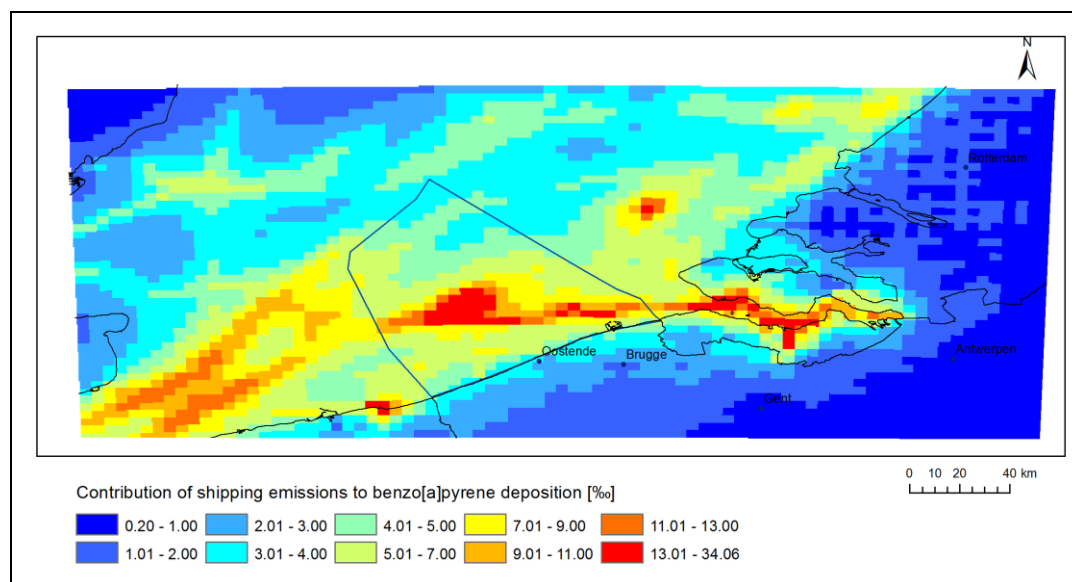 N
Rotterdam
Antwerpen
Oostende
Brugge
Gent
0 10 20 40 km
Contribution of shipping emissions to benzo[a]pyrene deposition [‰]
0.20 - 1.00 2.01 - 3.00 4.01 - 5.00 7.01 - 9.00 11.01 - 13.00
1.01 - 2.00 3.01 - 4.00 5.01 - 7.00 9.01 - 11.00 13.01 - 34.06